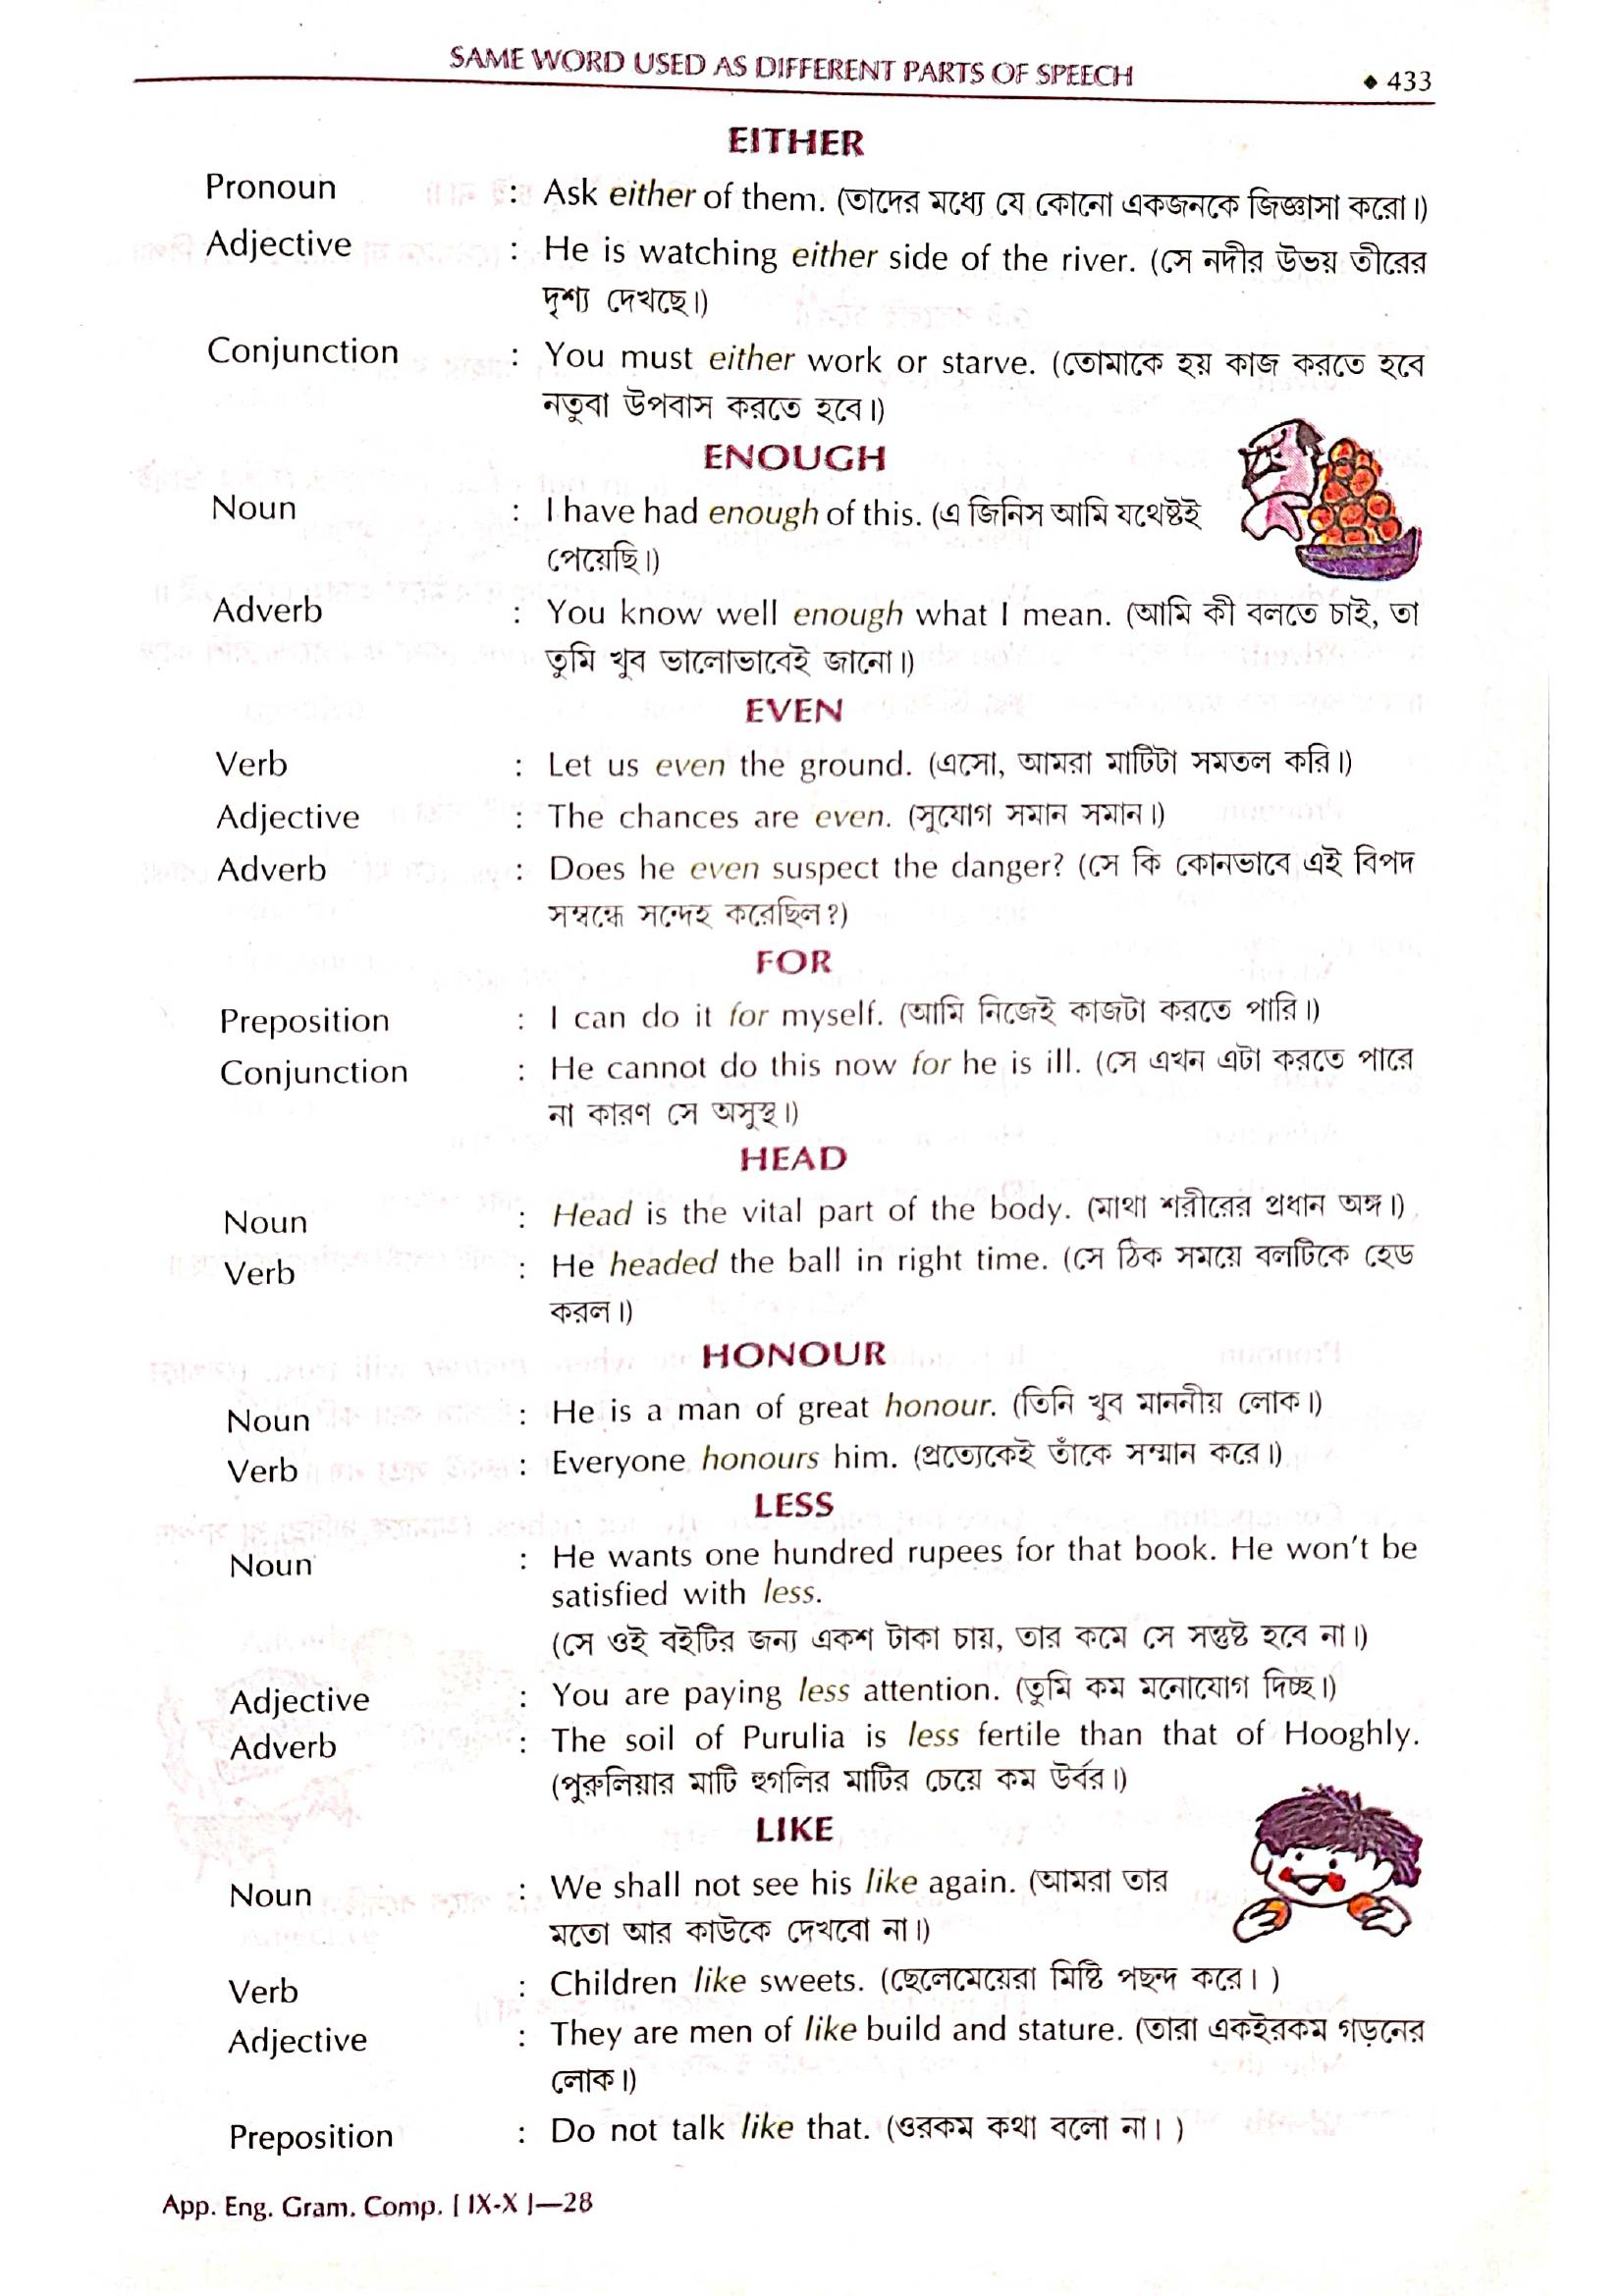 SAME WORD USED AS DIFFERENT PARTS OF SPEECH ◆ 433
EITHER
Pronoun : Ask either of them. (তাদের মধ্যে যে কোনো একজনকে জিজ্ঞাসা করো।)
Adjective : He is watching either side of the river. (সে নদীর উভয় তীরের
দৃশ্য দেখছে।)
Conjunction : You must either work or starve. (তোমাকে হয় কাজ করতে হবে
নতুবা উপবাস করতে হবে।)
ENOUGH
Noun : I have had enough of this. (এ জিনিস আমি যথেষ্টই
পেয়েছি।)
Adverb : You know well enough what I mean. (আমি কী বলতে চাই, তা
তুমি খুব ভালোভাবেই জানো।)
EVEN
Verb : Let us even the ground. (এসো, আমরা মাটিটা সমতল করি।)
Adjective : The chances are even. (সুযোগ সমান সমান।)
Adverb : Does he even suspect the danger? (সে কি কোনভাবে এই বিপদ
সম্বন্ধে সন্দেহ করেছিল?)
FOR
Preposition : I can do it for myself. (আমি নিজেই কাজটা করতে পারি।)
Conjunction : He cannot do this now for he is ill. (সে এখন এটা করতে পারে
না কারণ সে অসুস্থ।)
HEAD
Noun : Head is the vital part of the body. (মাথা শরীরের প্রধান অঙ্গ।)
Verb : He headed the ball in right time. (সে ঠিক সময়ে বলটিকে হেড
করল।)
HONOUR
Noun : He is a man of great honour. (তিনি খুব মাননীয় লোক।)
Verb : Everyone honours him. (প্রত্যেকেই তাঁকে সম্মান করে।)
LESS
Noun : He wants one hundred rupees for that book. He won't be
satisfied with less.
(সে ওই বইটির জন্য একশ টাকা চায়, তার কমে সে সন্তুষ্ট হবে না।)
Adjective : You are paying less attention. (তুমি কম মনোযোগ দিচ্ছ।)
Adverb : The soil of Purulia is less fertile than that of Hooghly.
(পুরুলিয়ার মাটি হুগলির মাটির চেয়ে কম উর্বর।)
LIKE
Noun : We shall not see his like again. (আমরা তার
মতো আর কাউকে দেখবো না।)
Verb : Children like sweets. (ছেলেমেয়েরা মিষ্টি পছন্দ করে। )
Adjective : They are men of like build and stature. (তারা একইরকম গড়নের
লোক।)
Preposition : Do not talk like that. (ওরকম কথা বলো না। )
App. Eng. Gram. Comp. [ IX-X ]—28